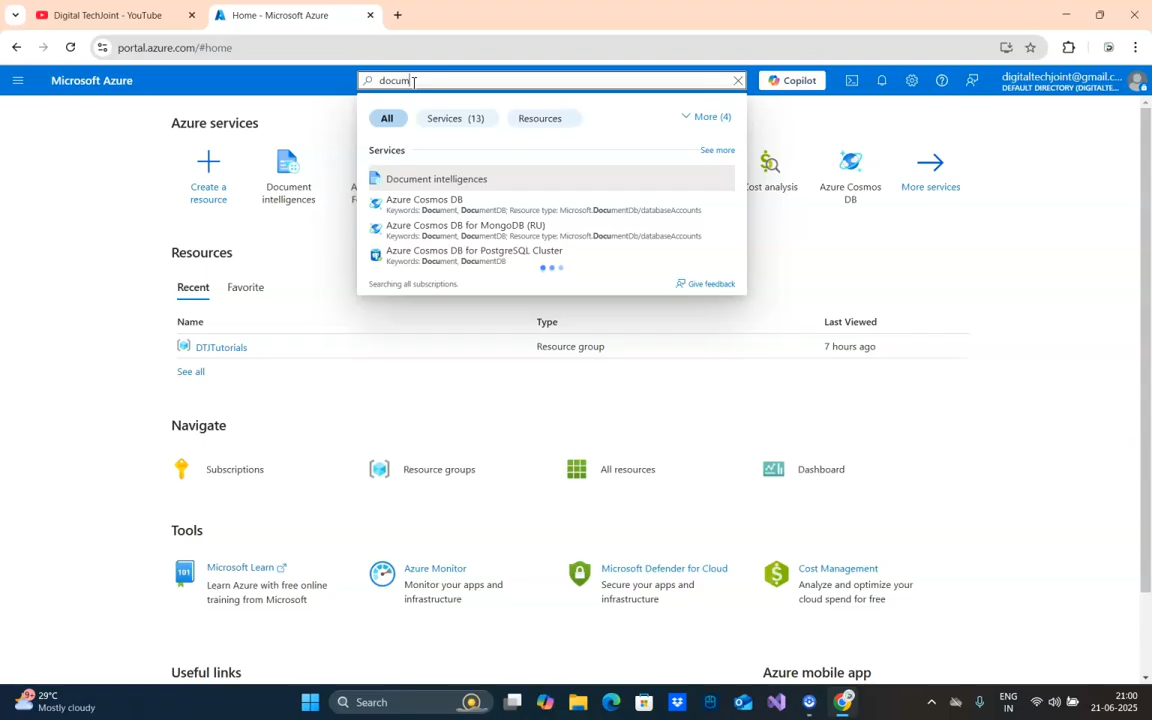 Digital TechJoint - YouTube
Home - Microsoft Azure
portal.azure.com/#home
Microsoft Azure
docum
Copilot
digitaltechjoint@gmail.c...
DEFAULT DIRECTORY (DIGITALTE...
All
Services (13)
Resources
More (4)
Services
See more
Document intelligences
Azure Cosmos DB
Keywords: Document, DocumentDB; Resource type: Microsoft.DocumentDb/databaseAccounts
Azure Cosmos DB for MongoDB (RU)
Keywords: Document, DocumentDB; Resource type: Microsoft.DocumentDb/databaseAccounts
Azure Cosmos DB for PostgreSQL Cluster
Keywords: Document, DocumentDB
Searching all subscriptions.
Give feedback
Azure services
Create a
resource
Document
intelligences
Cost analysis
Azure Cosmos
DB
More services
Resources
Recent
Favorite
Name
Type
Last Viewed
DTJTutorials
Resource group
7 hours ago
See all
Navigate
Subscriptions
Resource groups
All resources
Dashboard
Tools
101
Microsoft Learn
Learn Azure with free online
training from Microsoft
Azure Monitor
Monitor your apps and
infrastructure
Microsoft Defender for Cloud
Secure your apps and
infrastructure
Cost Management
Analyze and optimize your
cloud spend for free
Useful links
Azure mobile app
29°C
Mostly cloudy
Search
ENG
IN
21:00
21-06-2025